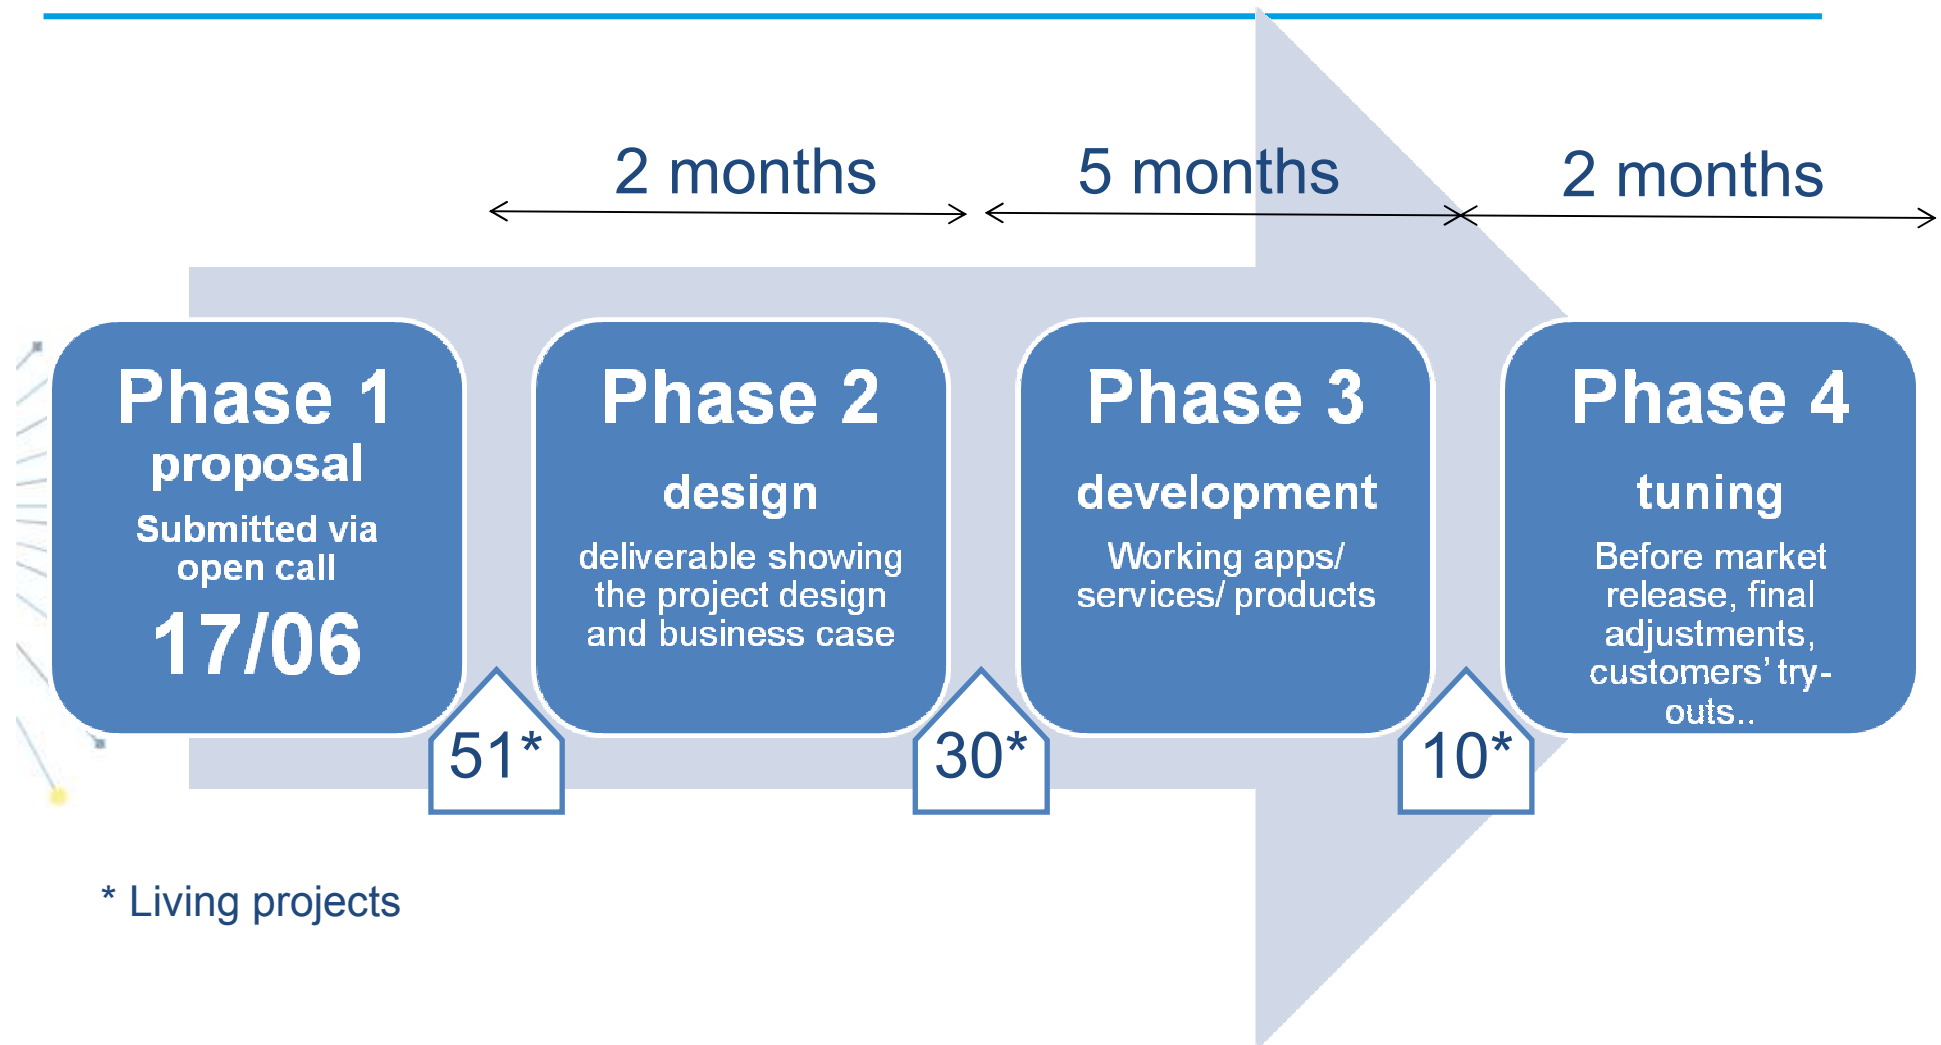 2 months
5 months
2 months
Phase 1
proposal
Submitted via
open call
17/06
Phase 2
design
deliverable showing
the project design
and business case
Phase 3
development
Working apps/
services/ products
Phase 4
tuning
Before market
release, final
adjustments,
customers’ try-
outs..
51*
30*
10*
* Living projects